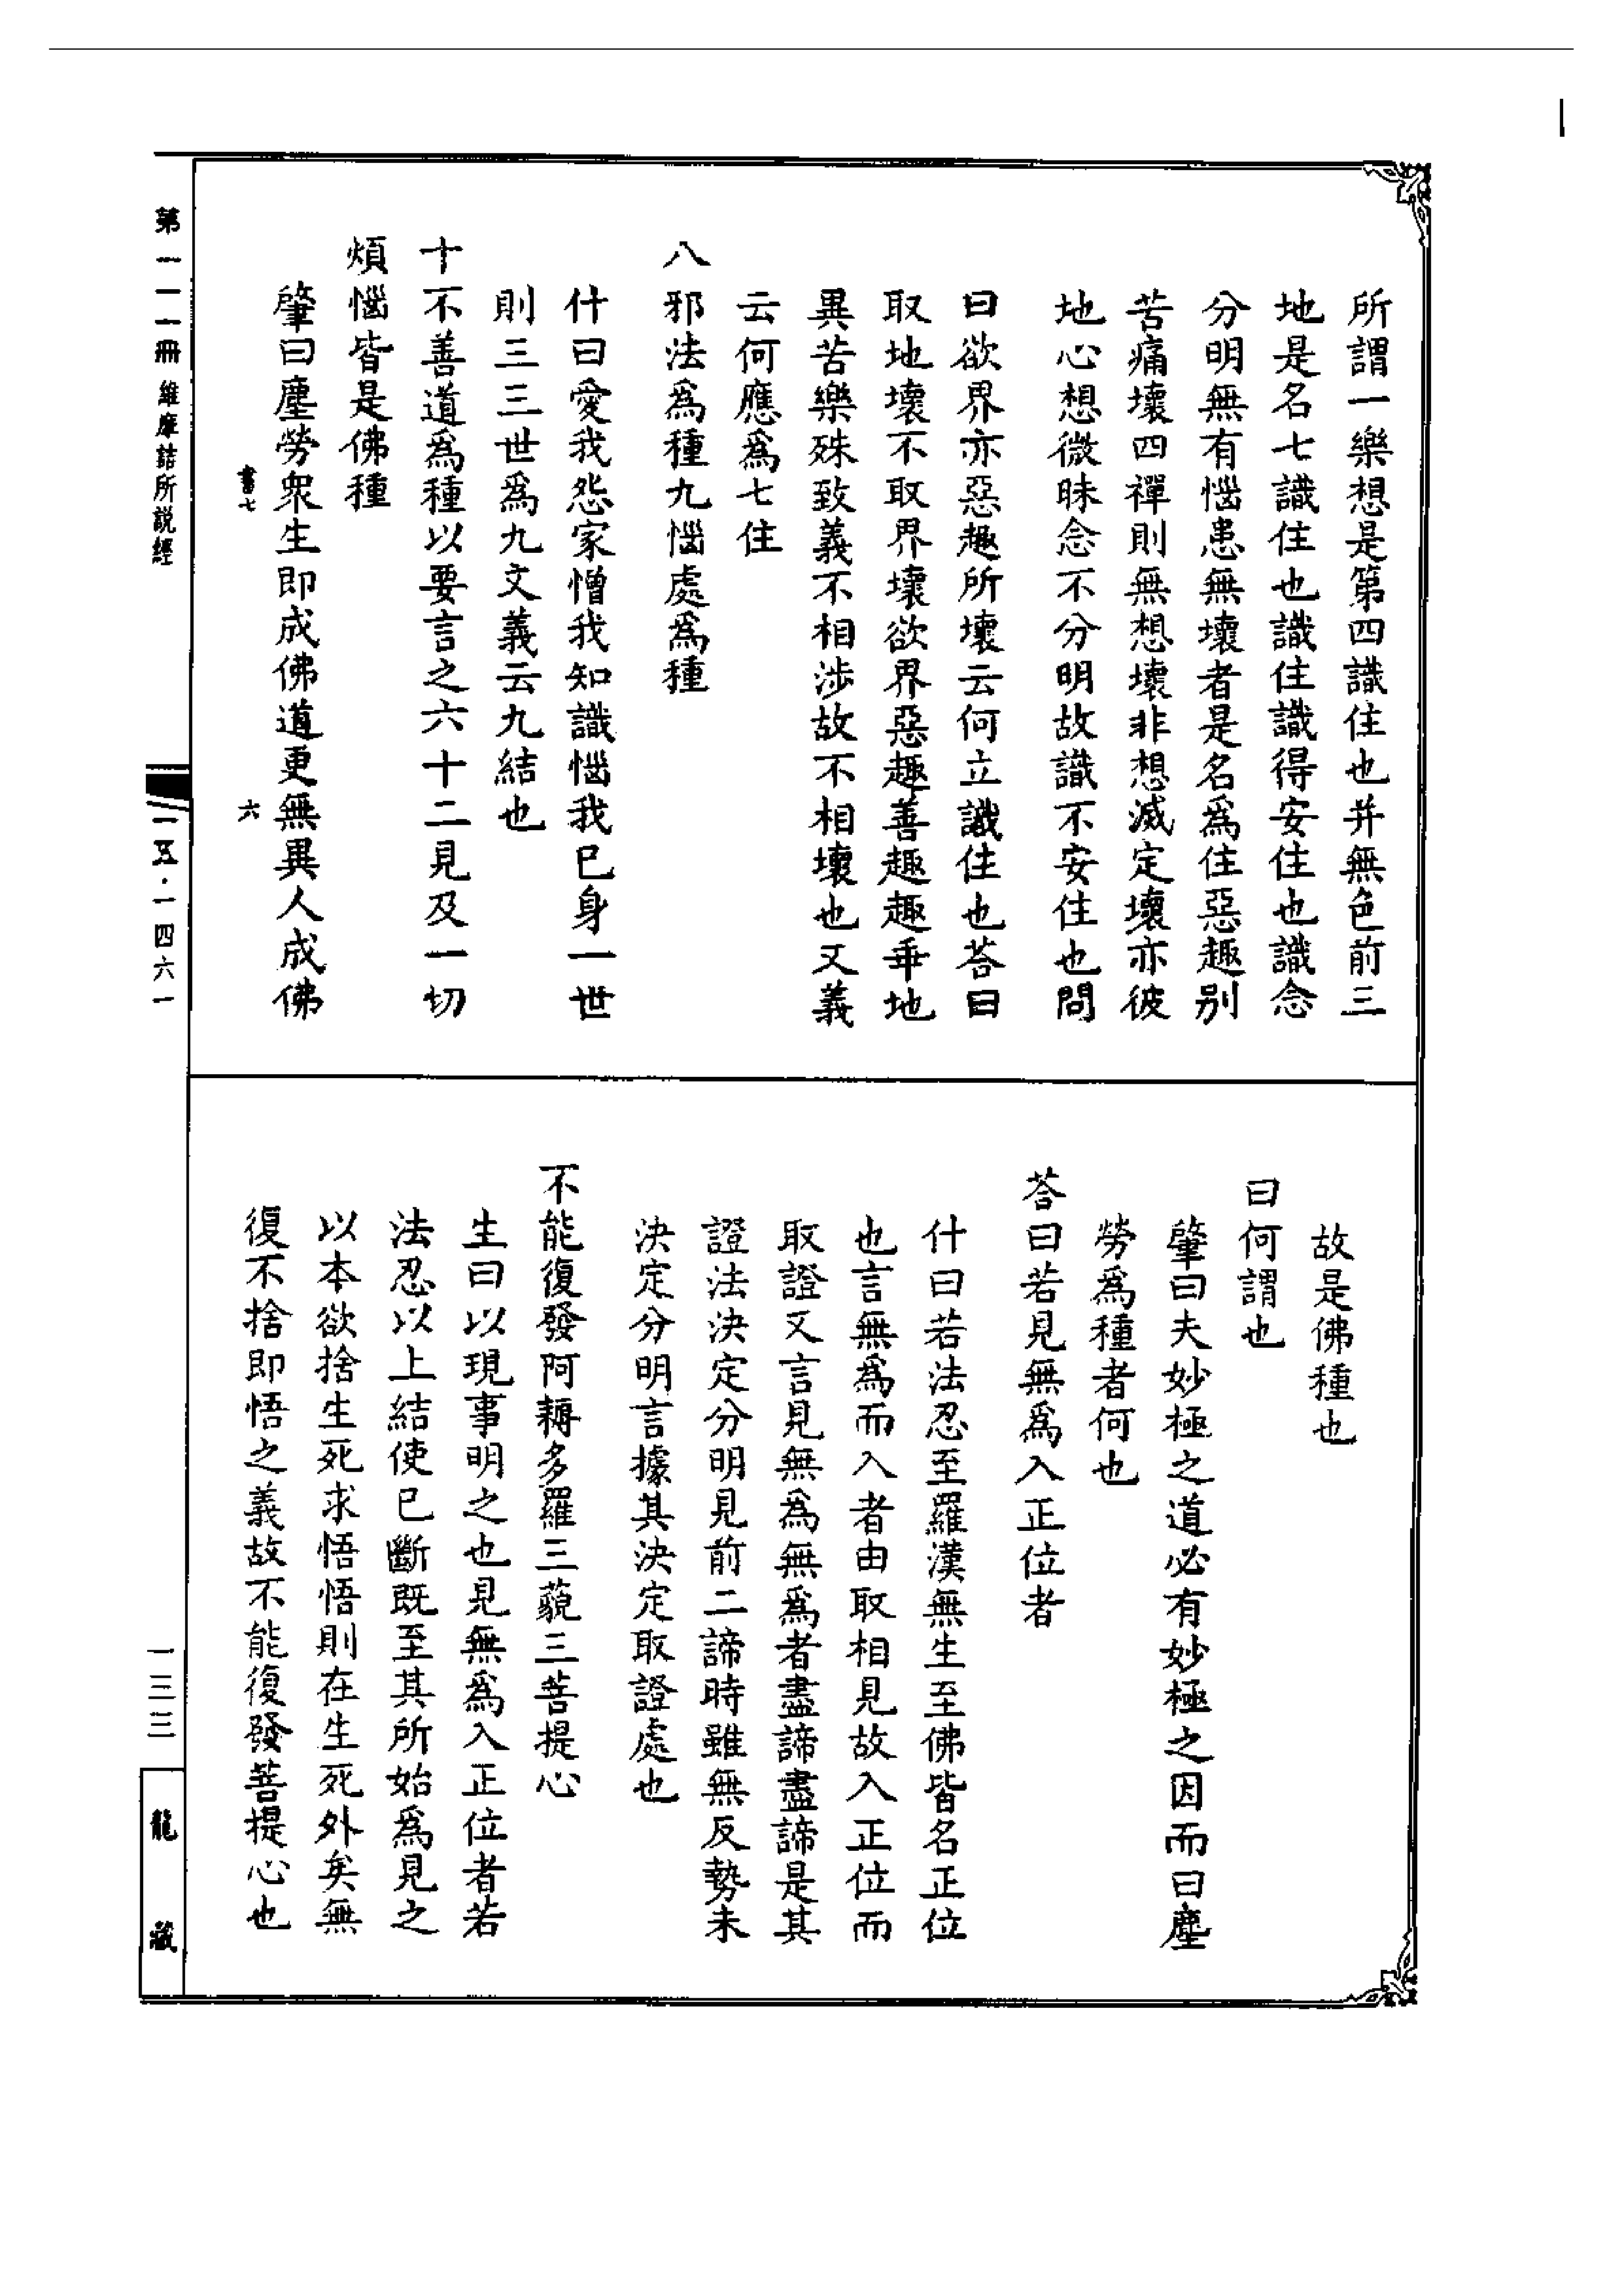 所謂一樂想是第四識住也并無色前三
地是名七識住也識住識得安住也識念
分明無有惱患無壞者是名爲住惡趣別
苦痛壞四禪則無想壞非想滅定壞亦彼
地心想微昧念不分明故識不安住也問
曰欲界亦惡趣所壞云何立識住也荅曰
取地壞不取界壞欲界惡趣善趣趣乖地
異苦樂殊致義不相涉故不相壞也又義
云何應爲七住
八邪法爲種九惱處爲種
什曰愛我怨家憎我知識惱我巳身一世
則三三世爲九文義云九結也
十不善道爲種以要言之六十二見及一切
煩惱皆是佛種
肇曰塵勞衆生即成佛道更無異人成佛
書七 六
故是佛種也
曰何謂也
肇曰夫妙極之道必有妙極之因而曰塵
勞爲種者何也
荅曰若見無爲入正位者
什曰若法忍至羅漢無生至佛皆名正位
也言無爲而入者由取相見故入正位而
取證又言見無爲無爲者盡諦盡諦是其
證法決定分明見前二諦時雖無反勢未
決定分明言據其決定取證處也
不能復發阿耨多羅三藐三菩提心
生曰以現事明之也見無爲入正位者若
法忍以上結使巳斷既至其所始爲見之
以本欲捨生死求悟悟則在生死外矣無
復不捨即悟之義故不能復發菩提心也
第一一一冊 維摩詰所說經
一五·一四六一
一三三
龍藏